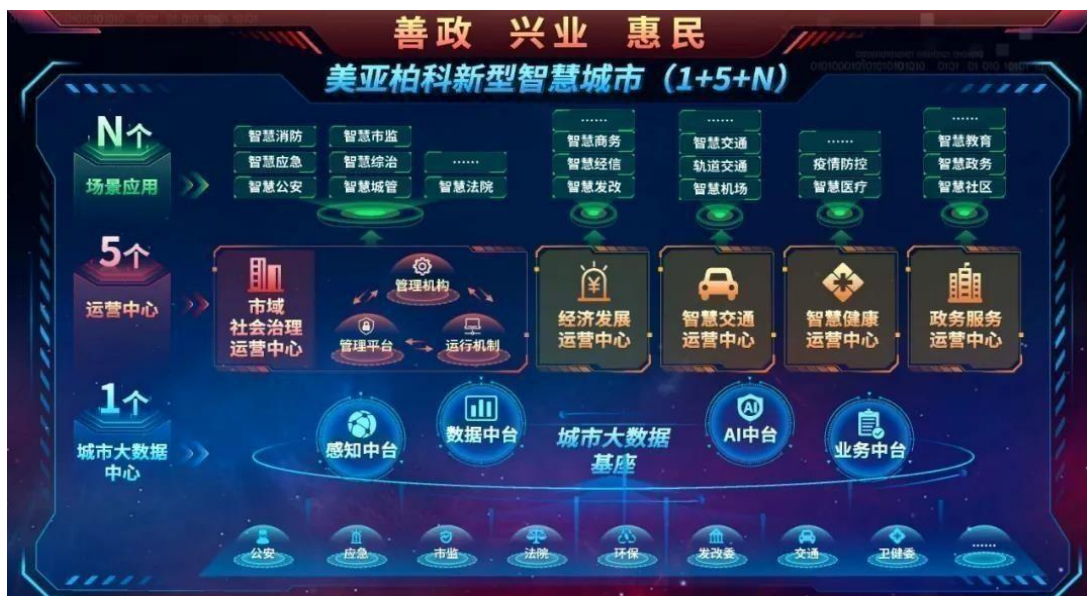 善政 兴业 惠民
美亚柏科新型智慧城市（1+5+N）
N个
场景应用
智慧消防
智慧应急
智慧公安
智慧市监
智慧综治
智慧城管
......
智慧法院
......
智慧商务
智慧经信
智慧发改
......
智慧交通
轨道交通
智慧机场
......
疫情防控
智慧医疗
......
智慧教育
智慧政务
智慧社区
5个
运营中心
市域
社会治理
运营中心
管理机构
管理平台
运行机制
¥
经济发展
运营中心
智慧交通
运营中心
智慧健康
运营中心
政务服务
运营中心
1个
城市大数据
中心
感知中台
数据中台
城市大数据
基座
AI
AI中台
业务中台
公安
应急
市监
法院
环保
发改委
交通
卫健委
......